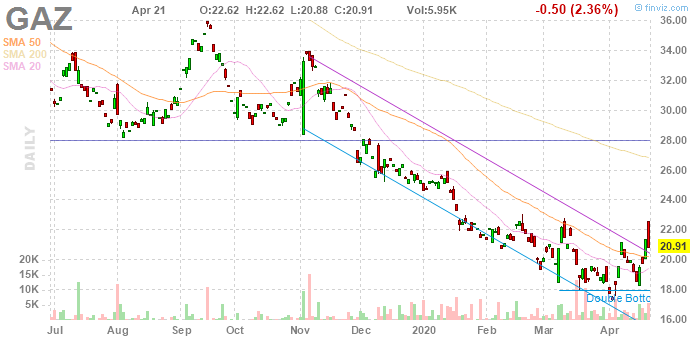 GAZ
Apr 21 O:22.62 H:22.62 L:20.88 C:20.91 Vol:5.95K
-0.50 (2.36%)
© finviz.com
SMA 50
SMA 200
SMA 20
DAILY
36.00
34.00
32.00
30.00
28.00
26.00
24.00
22.00
20.91
20.00
18.00
16.00
20K
15K
10K
5K
Double Botto
Jul Aug Sep Oct Nov Dec 2020 Feb Mar Apr